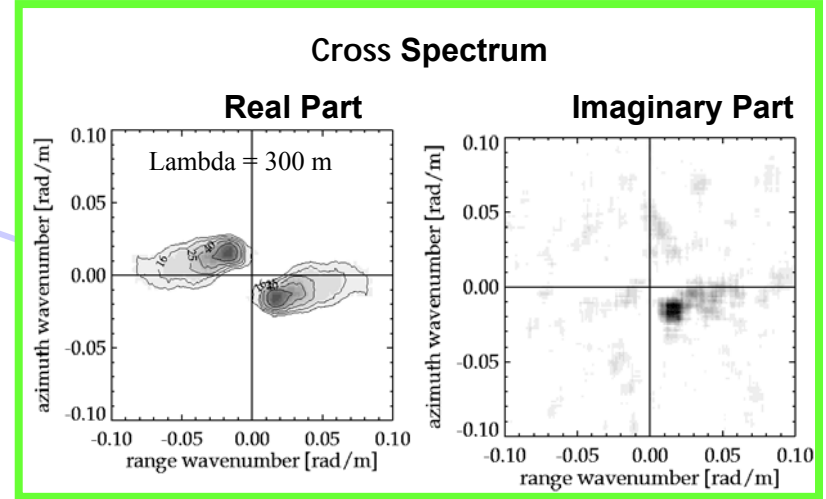 Cross Spectrum
Real Part
Imaginary Part
azimuth wavenumber [rad/m]
0.10
0.05
0.00
-0.05
-0.10
Lambda = 300 m
16
25
-0.10 -0.05 0.00 0.05 0.10
range wavenumber [rad/m]
azimuth wavenumber [rad/m]
0.10
0.05
0.00
-0.05
-0.10
-0.10 -0.05 0.00 0.05 0.10
range wavenumber [rad/m]